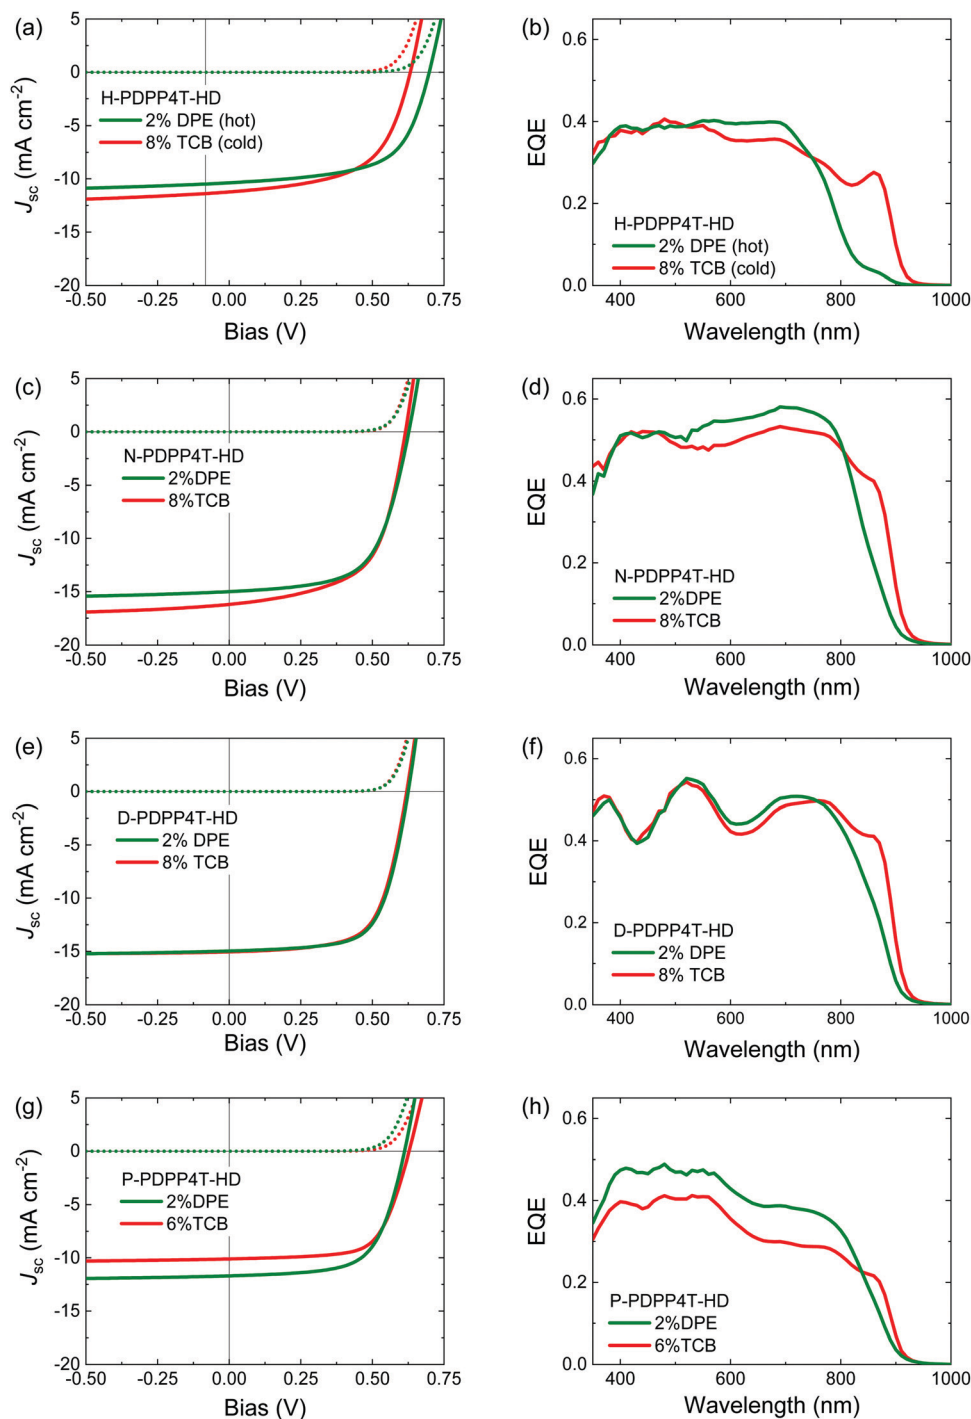 (a)
5
0
-5
-10
-15
-20
J_sc (mA cm^-2)
H-PDPP4T-HD
2% DPE (hot)
8% TCB (cold)
-0.50 -0.25 0.00 0.25 0.50 0.75
Bias (V)
(b)
0.6
0.4
0.2
0.0
EQE
H-PDPP4T-HD
2% DPE (hot)
8% TCB (cold)
400 600 800 1000
Wavelength (nm)
(c)
5
0
-5
-10
-15
-20
J_sc (mA cm^-2)
N-PDPP4T-HD
2%DPE
8%TCB
-0.50 -0.25 0.00 0.25 0.50 0.75
Bias (V)
(d)
0.6
0.4
0.2
0.0
EQE
N-PDPP4T-HD
2%DPE
8%TCB
400 600 800 1000
Wavelength (nm)
(e)
5
0
-5
-10
-15
-20
J_sc (mA cm^-2)
D-PDPP4T-HD
2% DPE
8% TCB
-0.50 -0.25 0.00 0.25 0.50 0.75
Bias (V)
(f)
0.6
0.4
0.2
0.0
EQE
D-PDPP4T-HD
2% DPE
8% TCB
400 600 800 1000
Wavelength (nm)
(g)
5
0
-5
-10
-15
-20
J_sc (mA cm^-2)
P-PDPP4T-HD
2%DPE
6%TCB
-0.50 -0.25 0.00 0.25 0.50 0.75
Bias (V)
(h)
0.6
0.4
0.2
0.0
EQE
P-PDPP4T-HD
2%DPE
6%TCB
400 600 800 1000
Wavelength (nm)